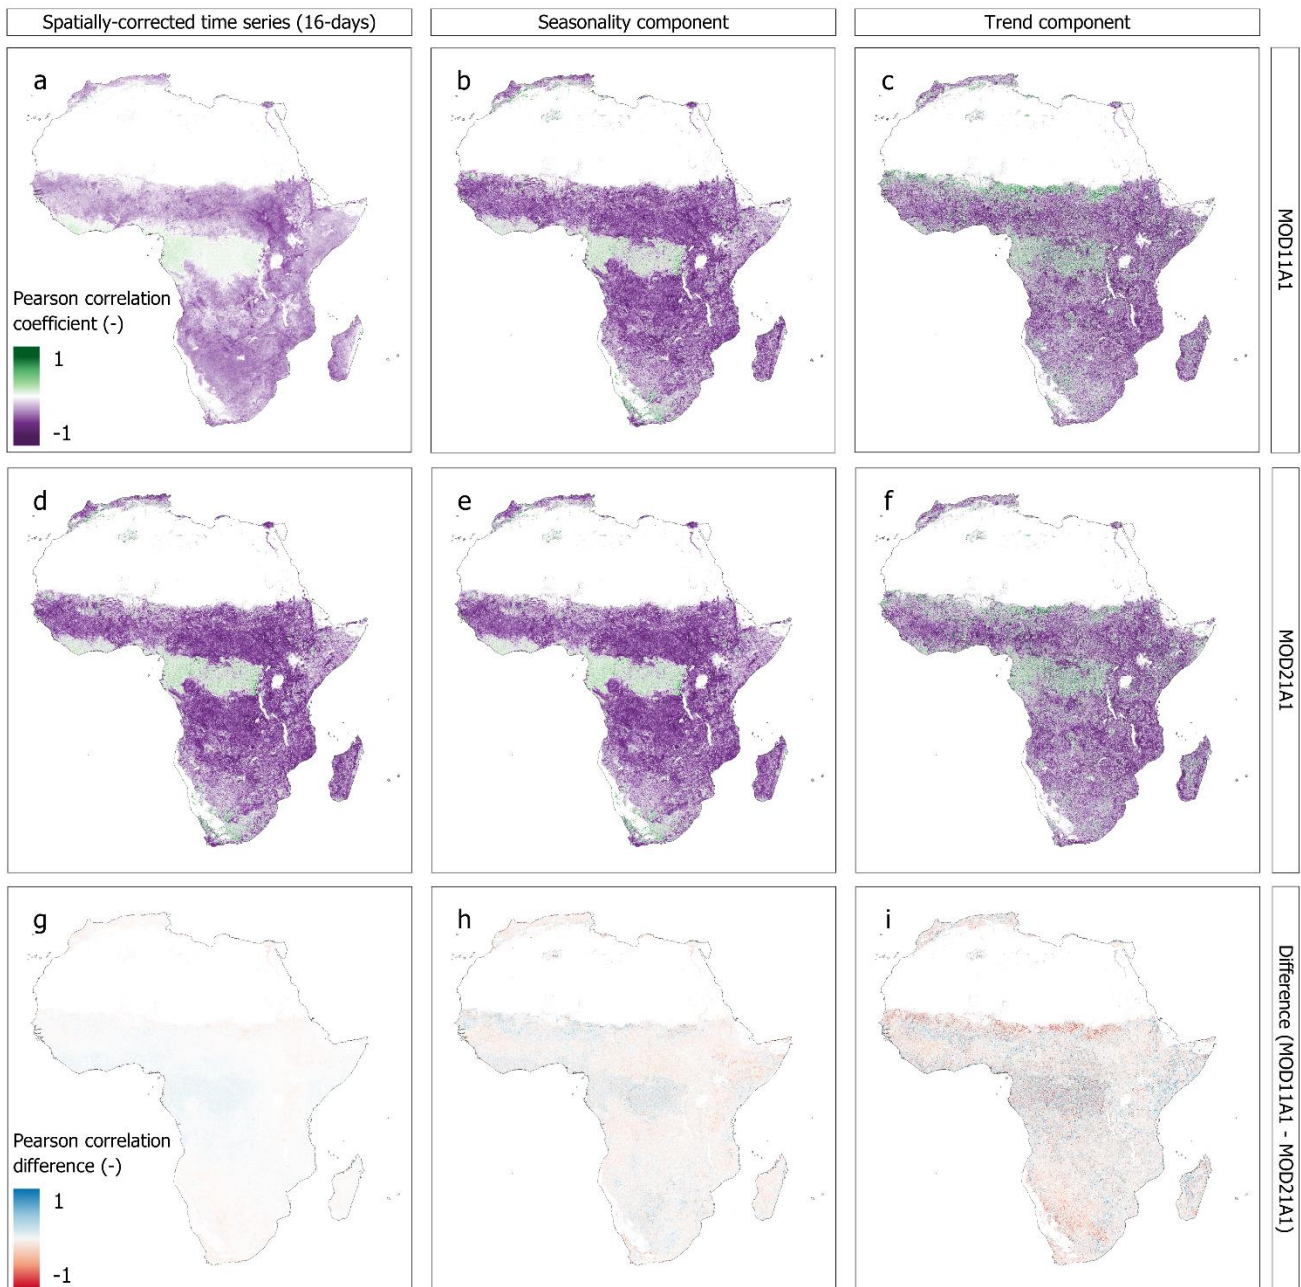 Spatially-corrected time series (16-days)
Seasonality component
Trend component
a
b
c
Pearson correlation
coefficient (-)
1
-1
MOD11A1
d
e
f
MOD21A1
g
h
i
Pearson correlation
difference (-)
1
-1
Difference (MOD11A1 - MOD21A1)